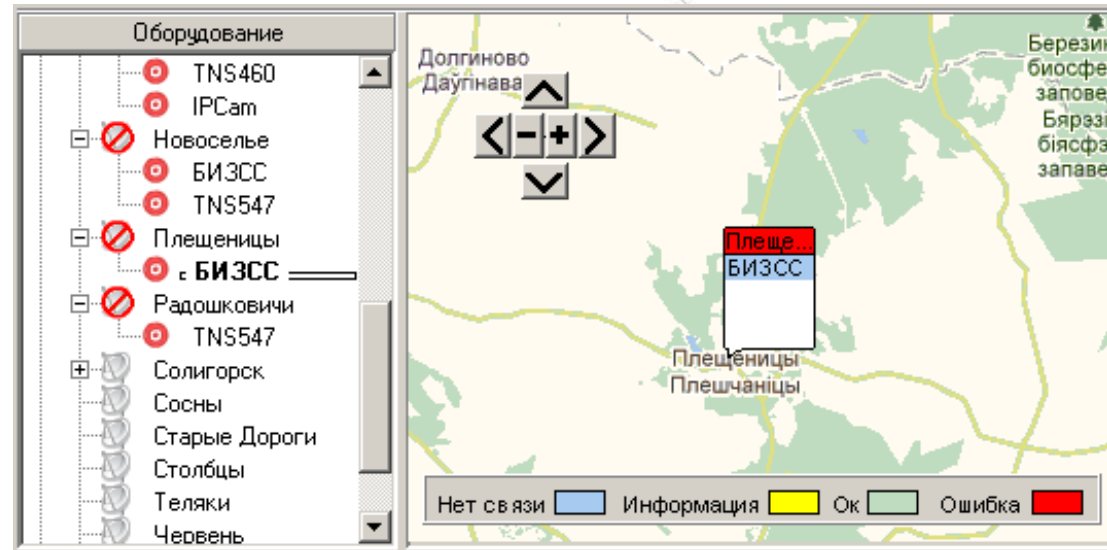 Оборудование
TNS460
IPCam
Новоселье
БИЗСС
TNS547
Плещеницы
с БИЗСС
Радошковичи
TNS547
Солигорск
Сосны
Старые Дороги
Столбцы
Теляки
Червень
Долгиново
Даўгінава
Березин
биосфе
запове
Бярэзі
біясфэ
запаве
Плеще...
БИЗСС
Плещеницы
Плешчаніцы
Нет связи Информация Ок Ошибка